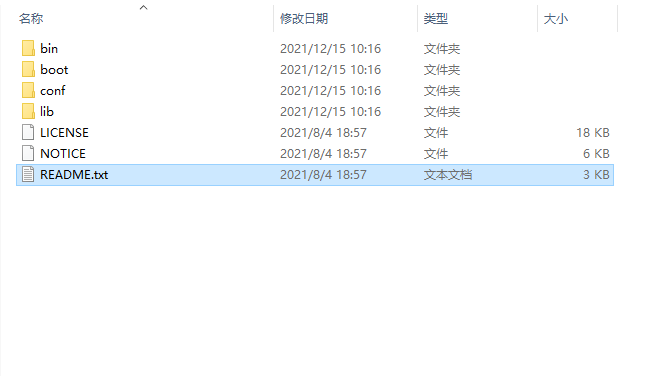 名称 修改日期 类型 大小
bin 2021/12/15 10:16 文件夹
boot 2021/12/15 10:16 文件夹
conf 2021/12/15 10:16 文件夹
lib 2021/12/15 10:16 文件夹
LICENSE 2021/8/4 18:57 文件 18 KB
NOTICE 2021/8/4 18:57 文件 6 KB
README.txt 2021/8/4 18:57 文本文档 3 KB